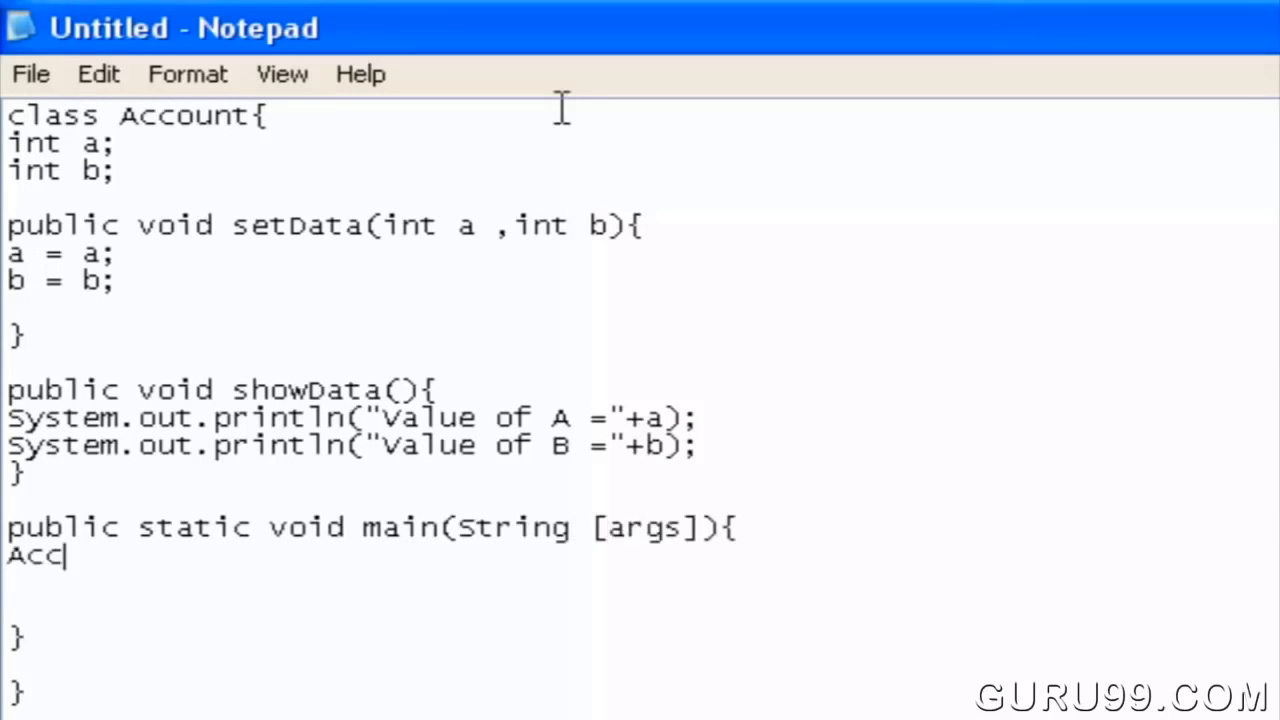 Untitled - Notepad
File Edit Format View Help
class Account{
int a;
int b;
public void setData(int a ,int b){
a = a;
b = b;
}
public void showData(){
System.out.println("Value of A ="+a);
System.out.println("Value of B ="+b);
}
public static void main(String [args]){
Acc
}
}
GURU99.COM